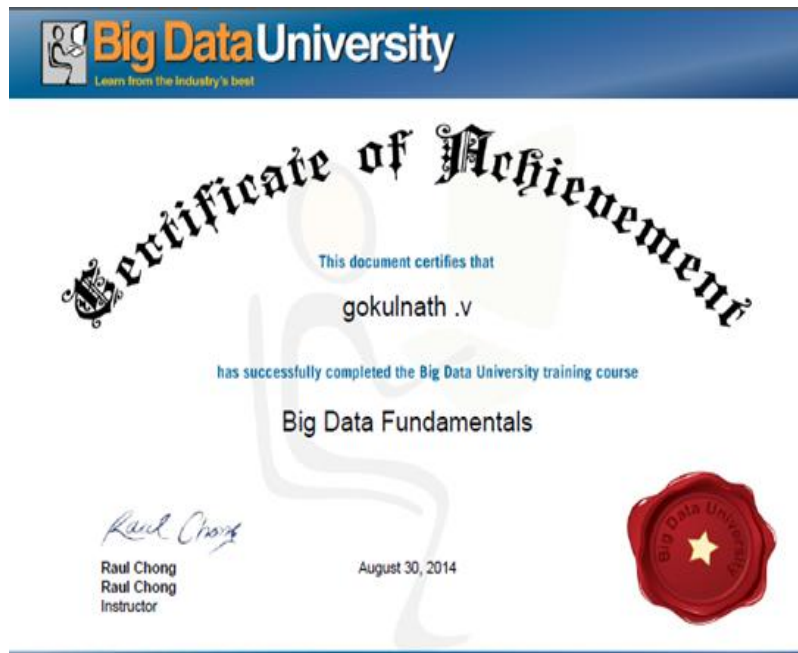 Big Data University
Learn from the industry's best
Certificate of Achievement
This document certifies that
gokulnath .v
has successfully completed the Big Data University training course
Big Data Fundamentals
Raul Chong
Raul Chong
Raul Chong
Instructor
August 30, 2014
Big Data University